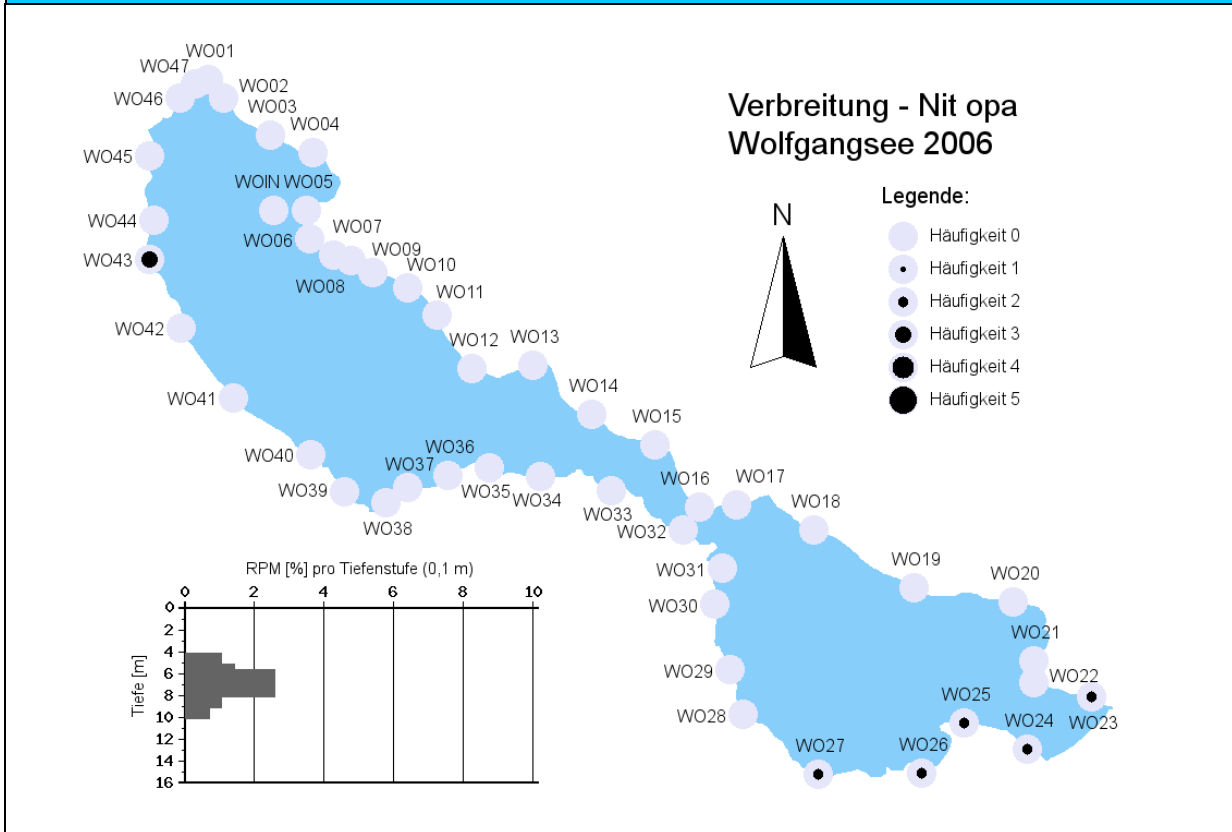 Verbreitung - Nit opa
Wolfgangsee 2006
Legende:
Häufigkeit 0
Häufigkeit 1
Häufigkeit 2
Häufigkeit 3
Häufigkeit 4
Häufigkeit 5
N
WO01
WO47
WO02
WO46
WO03
WO04
WO45
WOIN WO05
WO44
WO06
WO07
WO43
WO09
WO08
WO10
WO11
WO42
WO12
WO13
WO41
WO14
WO15
WO40
WO36
WO37
WO39
WO35
WO34
WO38
WO33
WO16
WO17
WO32
WO18
WO31
WO19
WO20
WO30
WO21
WO29
WO22
WO28
WO25
WO23
WO24
WO27
WO26
RPM [%] pro Tiefenstufe (0,1 m)
0 2 4 6 8 10
Tiefe [m]
0
2
4
6
8
10
12
14
16